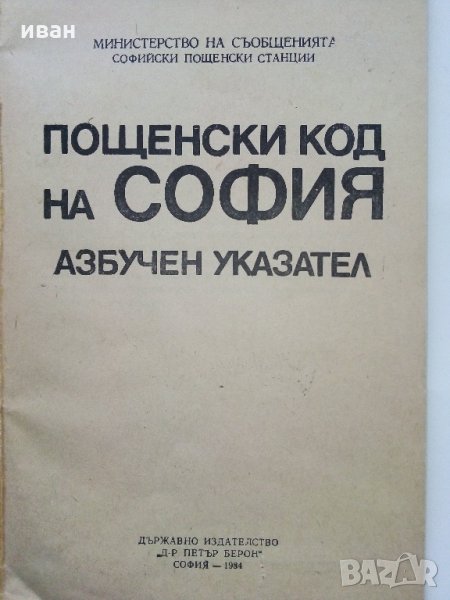 иван
МИНИСТЕРСТВО НА СЪОБЩЕНИЯТА
СОФИЙСКИ ПОЩЕНСКИ СТАНЦИИ
ПОЩЕНСКИ КОД
НА СОФИЯ
АЗБУЧЕН УКАЗАТЕЛ
ДЪРЖАВНО ИЗДАТЕЛСТВО
„Д-Р ПЕТЪР БЕРОН“
СОФИЯ — 1984
BAZAR